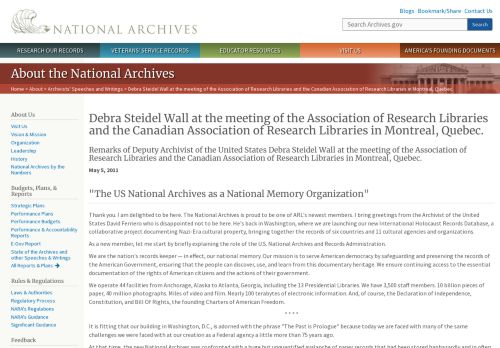 Blogs · Bookmark/Share · Contact Us
NATIONAL ARCHIVES
Search Archives.gov
Search
RESEARCH OUR RECORDS
VETERANS' SERVICE RECORDS
EDUCATOR RESOURCES
VISIT US
AMERICA'S FOUNDING DOCUMENTS
About the National Archives
Home > About > Archivists' Speeches and Writings > Debra Steidel Wall at the meeting of the Association of Research Libraries and the Canadian Association of Research Libraries in Montreal, Quebec.
About Us
Visit Us
Vision & Mission
Organization
Leadership
History
National Archives by the Numbers
Budgets, Plans, & Reports
Strategic Plans
Performance Plans
Performance Budgets
Performance & Accountability Reports
E-Gov Report
State of the Archives and other Speeches & Writings
All Reports & Plans
Rules & Regulations
Laws & Authorities
Regulatory Process
NARA's Regulations
NARA's Guidance
Significant Guidance
Feedback
Debra Steidel Wall at the meeting of the Association of Research Libraries
and the Canadian Association of Research Libraries in Montreal, Quebec.
Remarks of Deputy Archivist of the United States Debra Steidel Wall at the meeting of the Association of
Research Libraries and the Canadian Association of Research Libraries in Montreal, Quebec.
May 5, 2011
"The US National Archives as a National Memory Organization"
Thank you. I am delighted to be here. The National Archives is proud to be one of ARL's newest members. I bring greetings from the Archivist of the United
States David Ferriero who is disappointed not to be here. He's back in Washington, where we are launching our new International Holocaust Records Database, a
collaborative project documenting Nazi-Era cultural property, bringing together the records of six countries and 11 cultural agencies and organizations.
As a new member, let me start by briefly explaining the role of the U.S. National Archives and Records Administration.
We are the nation's records keeper — in effect, our national memory. Our mission is to serve American democracy by safeguarding and preserving the records of
the American Government, ensuring that the people can discover, use, and learn from this documentary heritage. We ensure continuing access to the essential
documentation of the rights of American citizens and the actions of their government.
We operate 44 facilities from Anchorage, Alaska to Atlanta, Georgia, including the 13 Presidential Libraries. We have 3,500 staff members. 10 billion pieces of
paper, 40 million photographs. Miles of video and film. Nearly 100 terabytes of electronic information. And, of course, the Declaration of Independence,
Constitution, and Bill Of Rights, the founding Charters of American Freedom.
* * * *
It is fitting that our building in Washington, D.C., is adorned with the phrase "The Past is Prologue" because today we are faced with many of the same
challenges we were faced with at our creation as a federal agency a little more than 75 years ago.